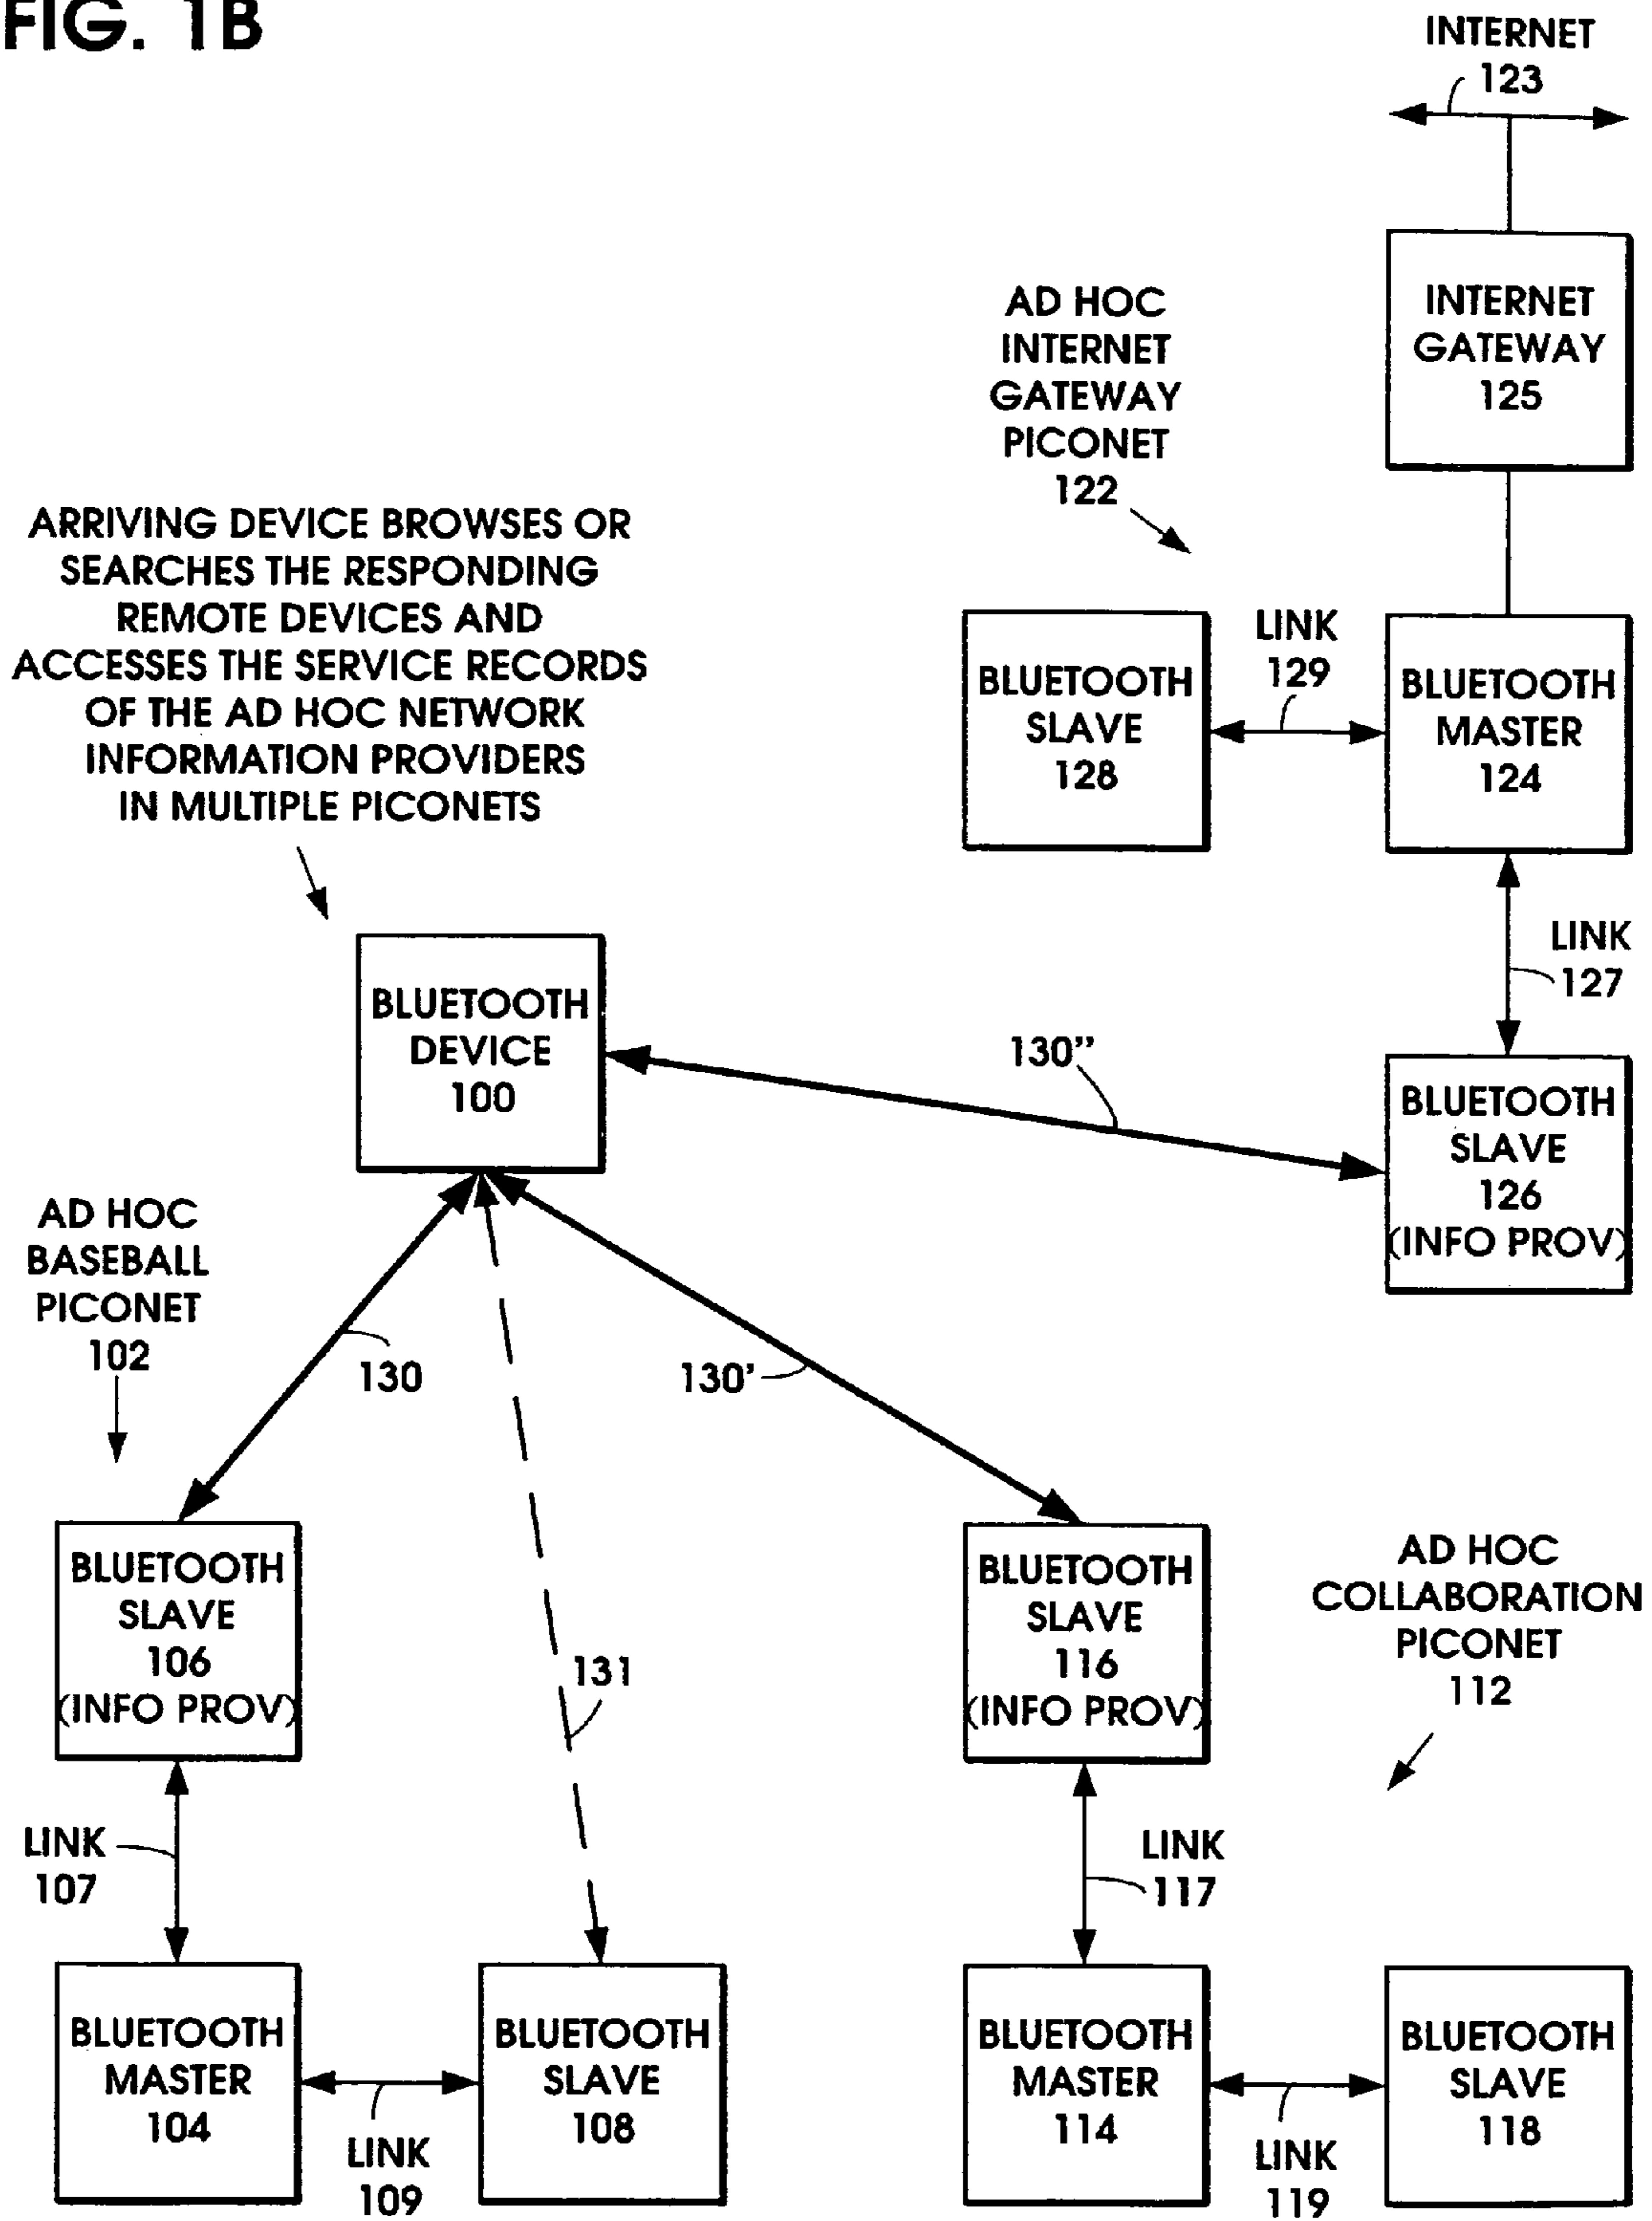 FIG. 1B
INTERNET
123
INTERNET
GATEWAY
125
AD HOC
INTERNET
GATEWAY
PICONET
122
ARRIVING DEVICE BROWSES OR
SEARCHES THE RESPONDING
REMOTE DEVICES AND
ACCESSES THE SERVICE RECORDS
OF THE AD HOC NETWORK
INFORMATION PROVIDERS
IN MULTIPLE PICONETS
BLUETOOTH
SLAVE
128
LINK
129
BLUETOOTH
MASTER
124
LINK
127
BLUETOOTH
DEVICE
100
130"
BLUETOOTH
SLAVE
126
(INFO PROV)
AD HOC
BASEBALL
PICONET
102
130
130'
BLUETOOTH
SLAVE
106
(INFO PROV)
131
BLUETOOTH
SLAVE
116
(INFO PROV)
AD HOC
COLLABORATION
PICONET
112
LINK
107
LINK
117
BLUETOOTH
MASTER
104
LINK
109
BLUETOOTH
SLAVE
108
BLUETOOTH
MASTER
114
LINK
119
BLUETOOTH
SLAVE
118